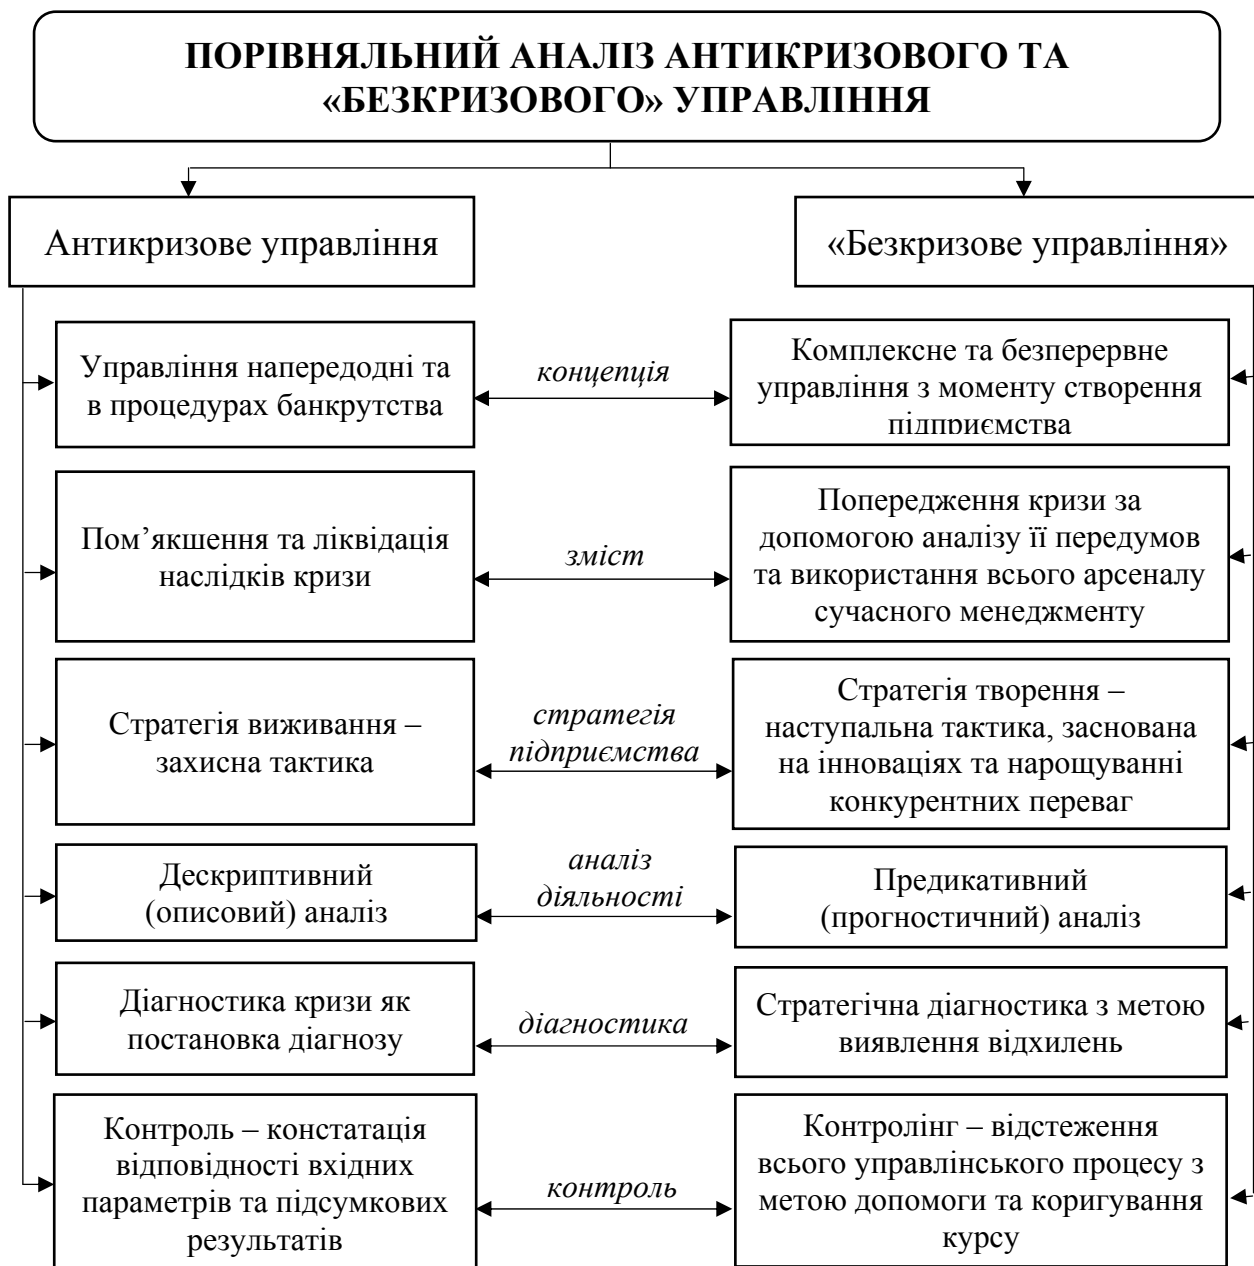 ПОРІВНЯЛЬНИЙ АНАЛІЗ АНТИКРИЗОВОГО ТА
«БЕЗКРИЗОВОГО» УПРАВЛІННЯ
Антикризове управління
«Безкризове управління»
Управління напередодні та
в процедурах банкрутства
концепція
Комплексне та безперервне
управління з моменту створення
підприємства
Пом’якшення та ліквідація
наслідків кризи
зміст
Попередження кризи за
допомогою аналізу її передумов
та використання всього арсеналу
сучасного менеджменту
Стратегія виживання –
захисна тактика
стратегія
підприємства
Стратегія творення –
наступальна тактика, заснована
на інноваціях та нарощуванні
конкурентних переваг
Дескриптивний
(описовий) аналіз
аналіз
діяльності
Предикативний
(прогностичний) аналіз
Діагностика кризи як
постановка діагнозу
діагностика
Стратегічна діагностика з метою
виявлення відхилень
Контроль – констатація
відповідності вхідних
параметрів та підсумкових
результатів
контроль
Контролінг – відстеження
всього управлінського процесу з
метою допомоги та коригування
курсу